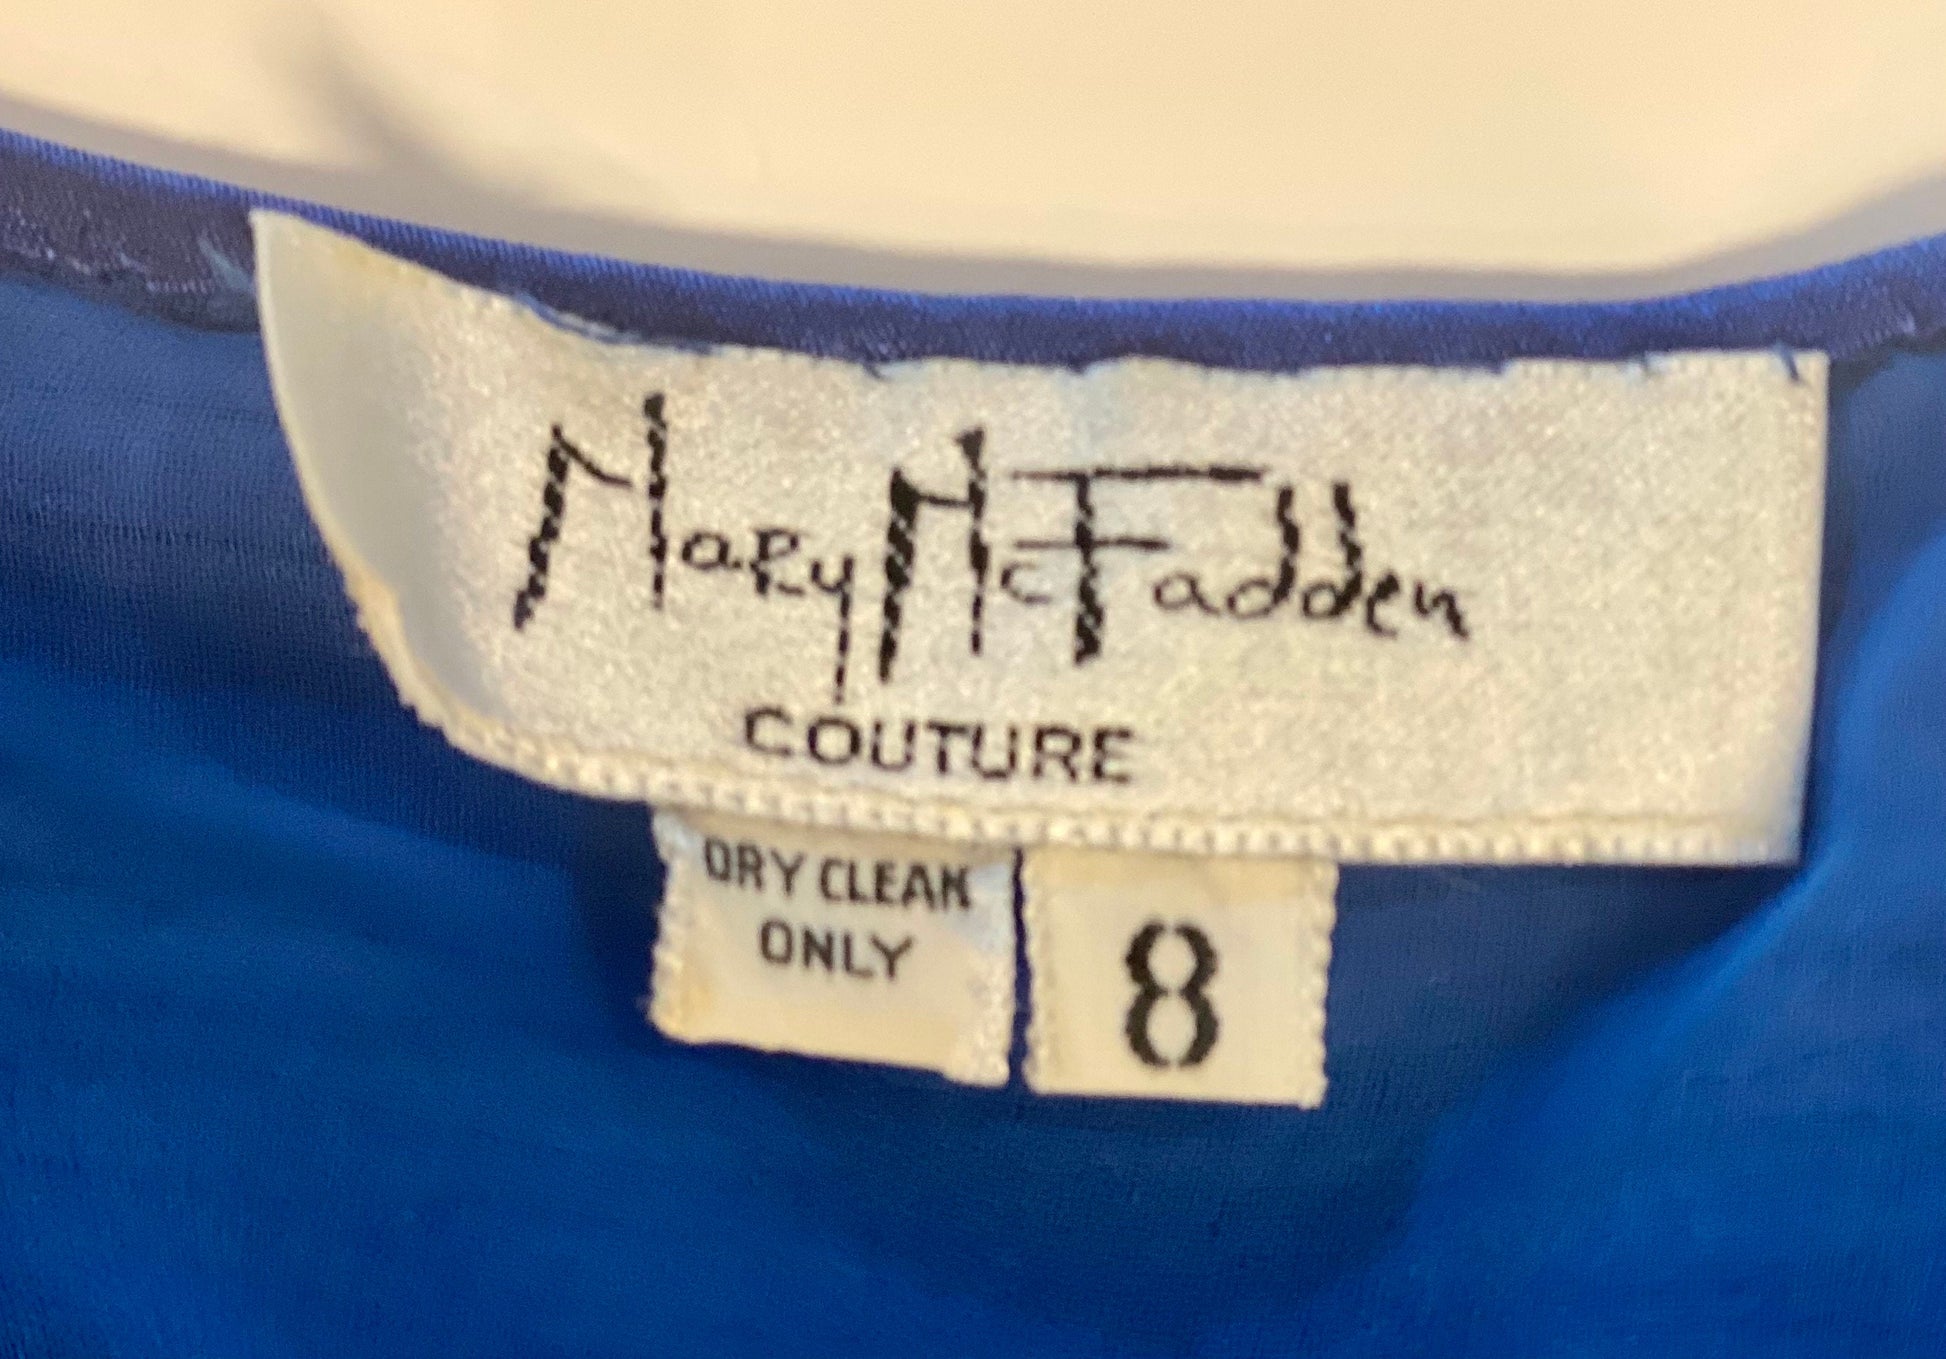 Mary McFadden
COUTURE
DRY CLEAN
ONLY
8